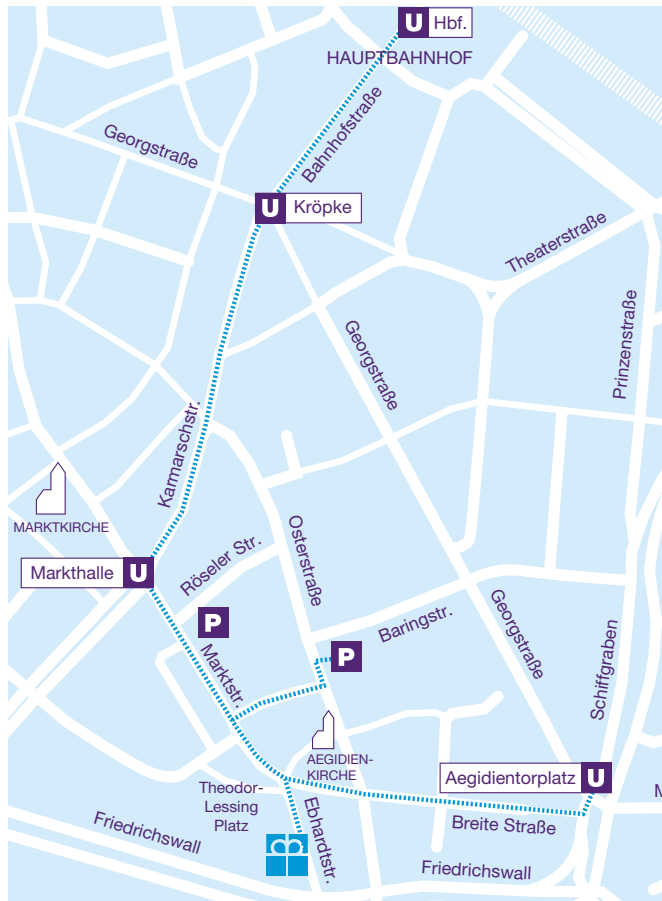 U Hbf.
HAUPTBAHNHOF
Bahnhofstraße
Georgstraße
U Kröpke
Theaterstraße
Prinzenstraße
Georgstraße
Karmarschstr.
MARKTKIRCHE
Osterstraße
Röseler Str.
Markthalle U
P
Baringstr.
Georgstraße
P
Marktstr.
Schiffgraben
AEGIDIEN-
KIRCHE
Aegidientorplatz U
Theodor-
Lessing
Platz
Ebhardtstr.
Breite Straße
M
Friedrichswall
Friedrichswall